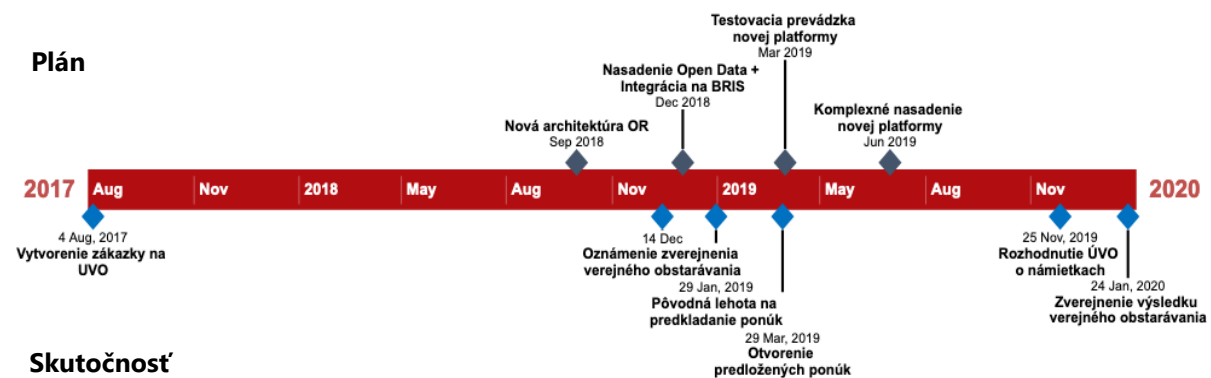 Plán
Testovacia prevádzka
novej platformy
Mar 2019
Nasadenie Open Data +
Integrácia na BRIS
Dec 2018
Nová architektúra OR
Sep 2018
Komplexné nasadenie
novej platformy
Jun 2019
2017 Aug Nov 2018 May Aug Nov 2019 May Aug Nov 2020
4 Aug, 2017
Vytvorenie zákazky na
UVO
14 Dec
Oznámenie zverejnenia
verejného obstarávania
29 Jan, 2019
Pôvodná lehota na
predkladanie ponúk
29 Mar, 2019
Otvorenie
predložených ponúk
25 Nov, 2019
Rozhodnutie ÚVO
o námietkach
24 Jan, 2020
Zverejnenie výsledku
verejného obstarávania
Skutočnosť